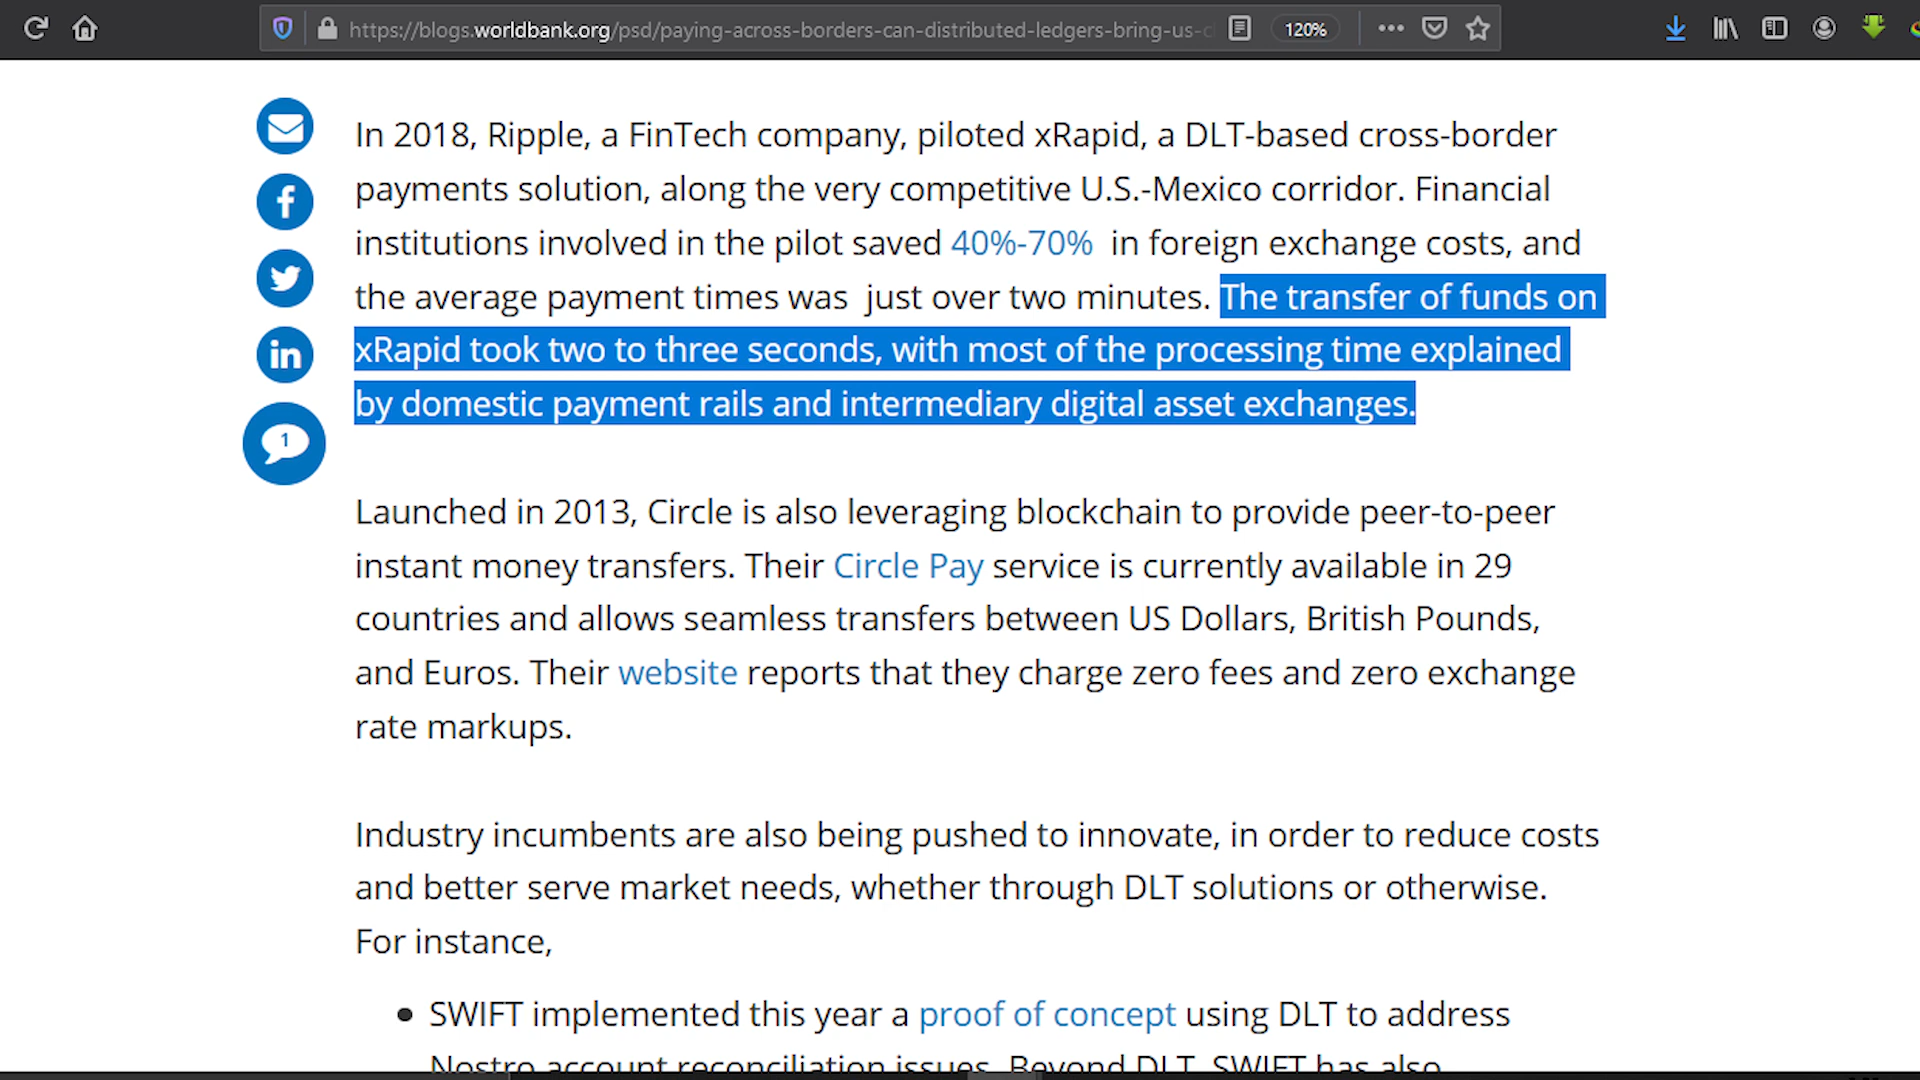 https://blogs.worldbank.org/psd/paying-across-borders-can-distributed-ledgers-bring-us-c
120%
In 2018, Ripple, a FinTech company, piloted xRapid, a DLT-based cross-border
payments solution, along the very competitive U.S.-Mexico corridor. Financial
institutions involved in the pilot saved 40%-70% in foreign exchange costs, and
the average payment times was just over two minutes. The transfer of funds on
xRapid took two to three seconds, with most of the processing time explained
by domestic payment rails and intermediary digital asset exchanges.
1
Launched in 2013, Circle is also leveraging blockchain to provide peer-to-peer
instant money transfers. Their Circle Pay service is currently available in 29
countries and allows seamless transfers between US Dollars, British Pounds,
and Euros. Their website reports that they charge zero fees and zero exchange
rate markups.
Industry incumbents are also being pushed to innovate, in order to reduce costs
and better serve market needs, whether through DLT solutions or otherwise.
For instance,
• SWIFT implemented this year a proof of concept using DLT to address
Nostro account reconciliation issues. Beyond DLT, SWIFT has also